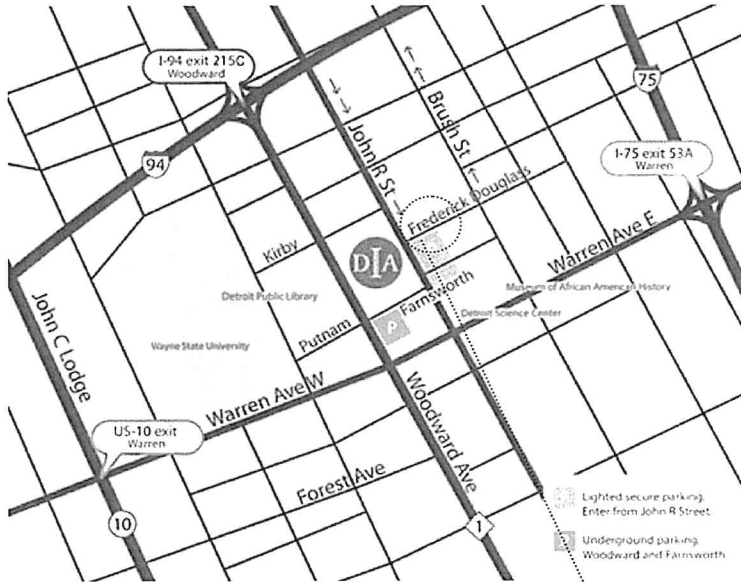 I-94 exit 215C
Woodward
75
94
John R St
Brush St
I-75 exit 53A
Warren
Frederick Douglass
Kirby
DIA
Warren Ave E
Museum of African American History
Farnsworth
Detroit Public Library
Detroit Science Center
John C Lodge
Putnam
P
Wayne State University
Warren Ave W
Woodward Ave
US-10 exit
Warren
Forest Ave
10
1
Lighted secure parking.
Enter from John R Street.
P
Underground parking,
Woodward and Farnsworth